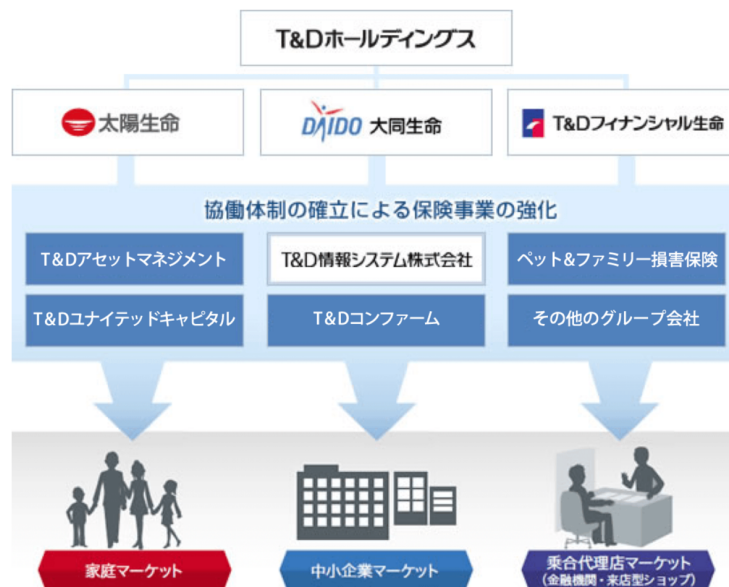 T&Dホールディングス
太陽生命
DAIDO 大同生命
T&Dフィナンシャル生命
協働体制の確立による保険事業の強化
T&Dアセットマネジメント
T&D情報システム株式会社
ペット&ファミリー損害保険
T&Dユナイテッドキャピタル
T&Dコンファーム
その他のグループ会社
家庭マーケット
中小企業マーケット
乗合代理店マーケット
(金融機関・来店型ショップ)